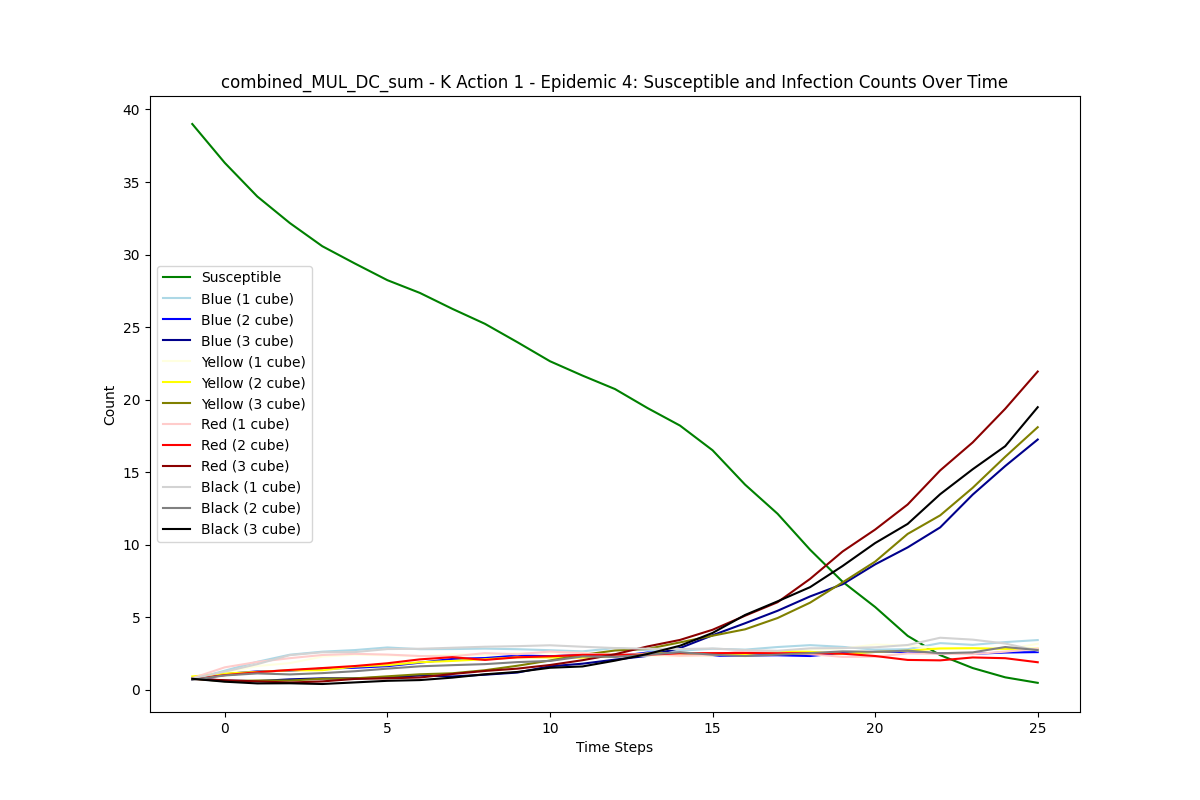 combined_MUL_DC_sum - K Action 1 - Epidemic 4: Susceptible and Infection Counts Over Time
40
35
30
25
20
15
10
5
0
Count
Susceptible
Blue (1 cube)
Blue (2 cube)
Blue (3 cube)
Yellow (1 cube)
Yellow (2 cube)
Yellow (3 cube)
Red (1 cube)
Red (2 cube)
Red (3 cube)
Black (1 cube)
Black (2 cube)
Black (3 cube)
0 5 10 15 20 25
Time Steps